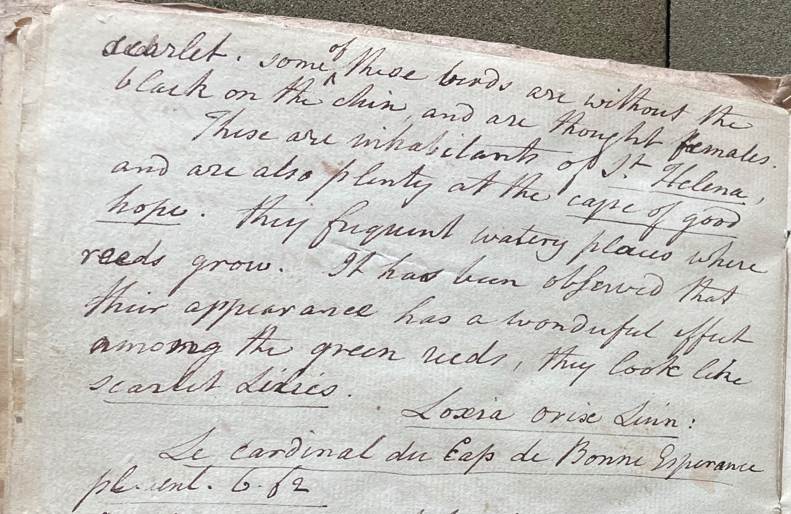 scarlet. some of these birds are without the
black on the chin, and are thought females.
These are inhabitants of St. Helena,
and are also plenty at the cape of good
hope. they frequent watery places where
reeds grow. It has been observed that
their appearance has a wonderful effect
among the green reeds, they look like
scarlet Lilies.
Loxia orix Linn:
Le cardinal du Cap de Bonne Esperance
pl. enl. 6. f2